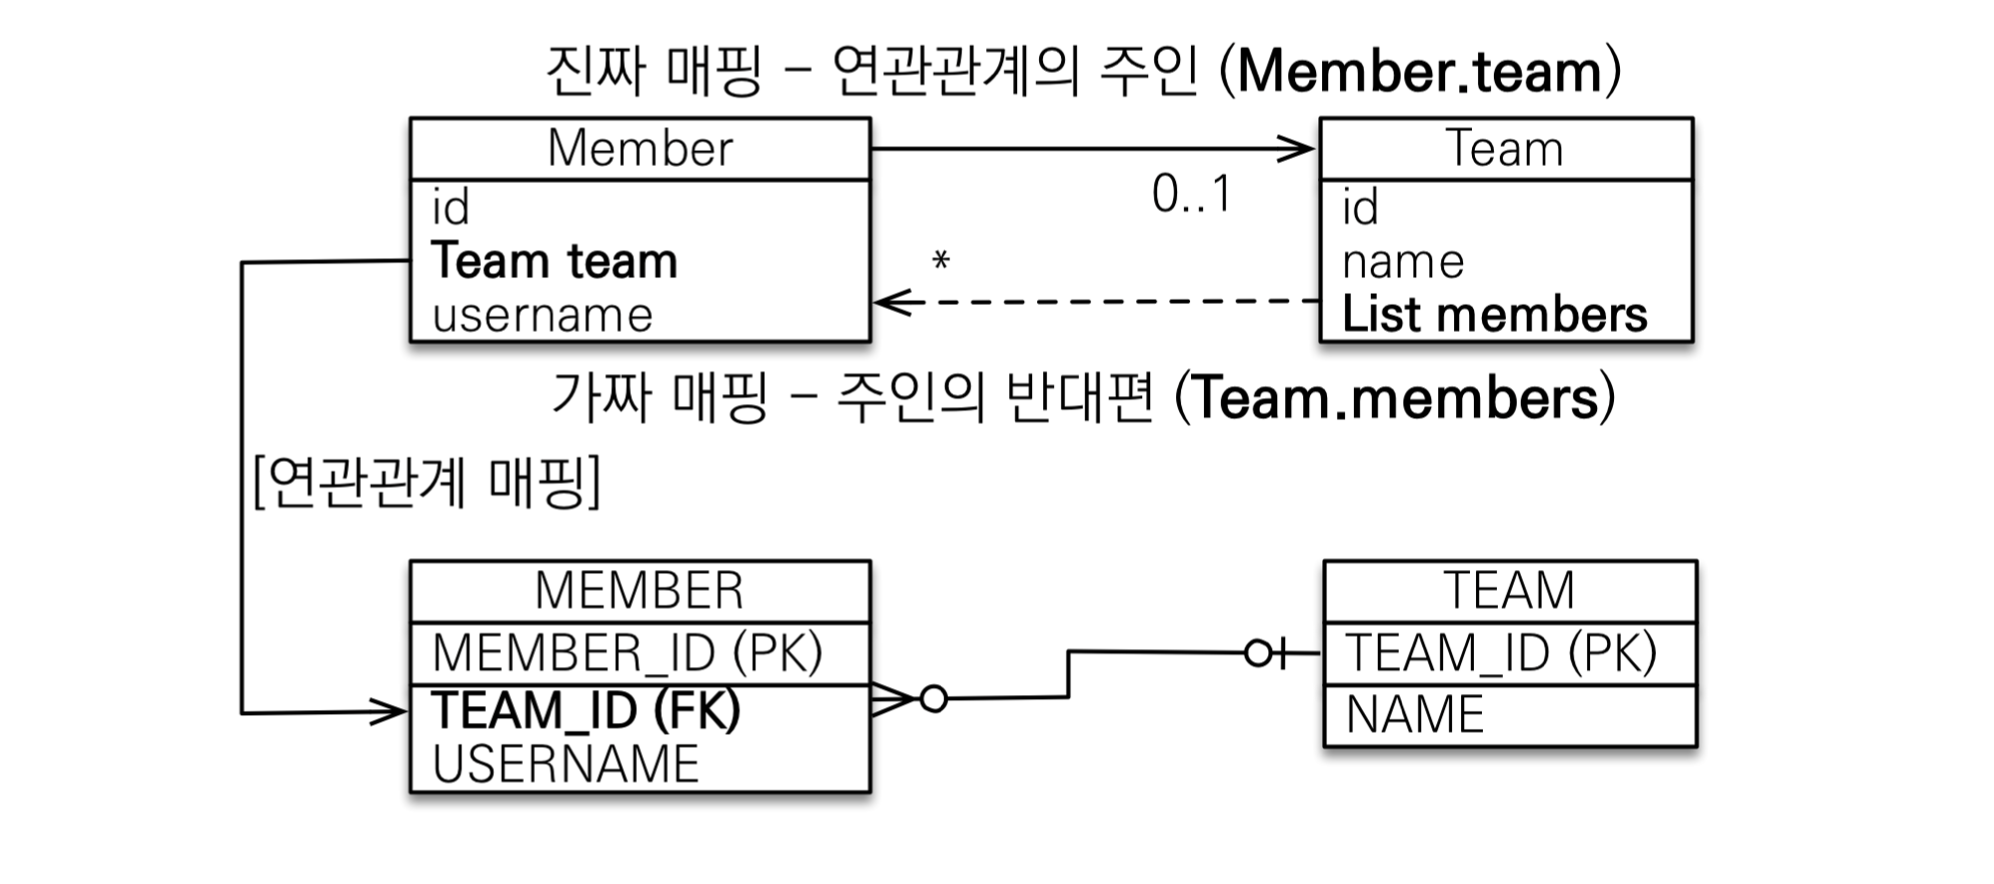 진짜 매핑 - 연관관계의 주인 (Member.team)
Member
id
Team team
username
0..1
*
Team
id
name
List members
가짜 매핑 - 주인의 반대편 (Team.members)
[연관관계 매핑]
MEMBER
MEMBER_ID (PK)
TEAM_ID (FK)
USERNAME
TEAM
TEAM_ID (PK)
NAME